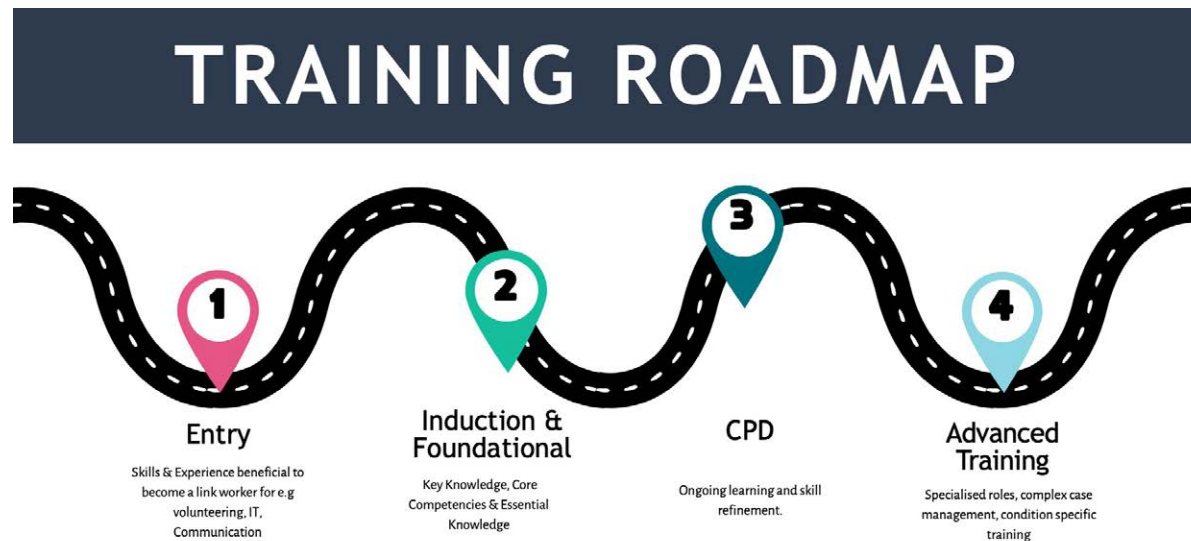 TRAINING ROADMAP
1
2
3
4
Entry
Skills & Experience beneficial to
become a link worker for e.g
volunteering, IT,
Communication
Induction &
Foundational
Key Knowledge, Core
Competencies & Essential
Knowledge
CPD
Ongoing learning and skill
refinement.
Advanced
Training
Specialised roles, complex case
management, condition specific
training